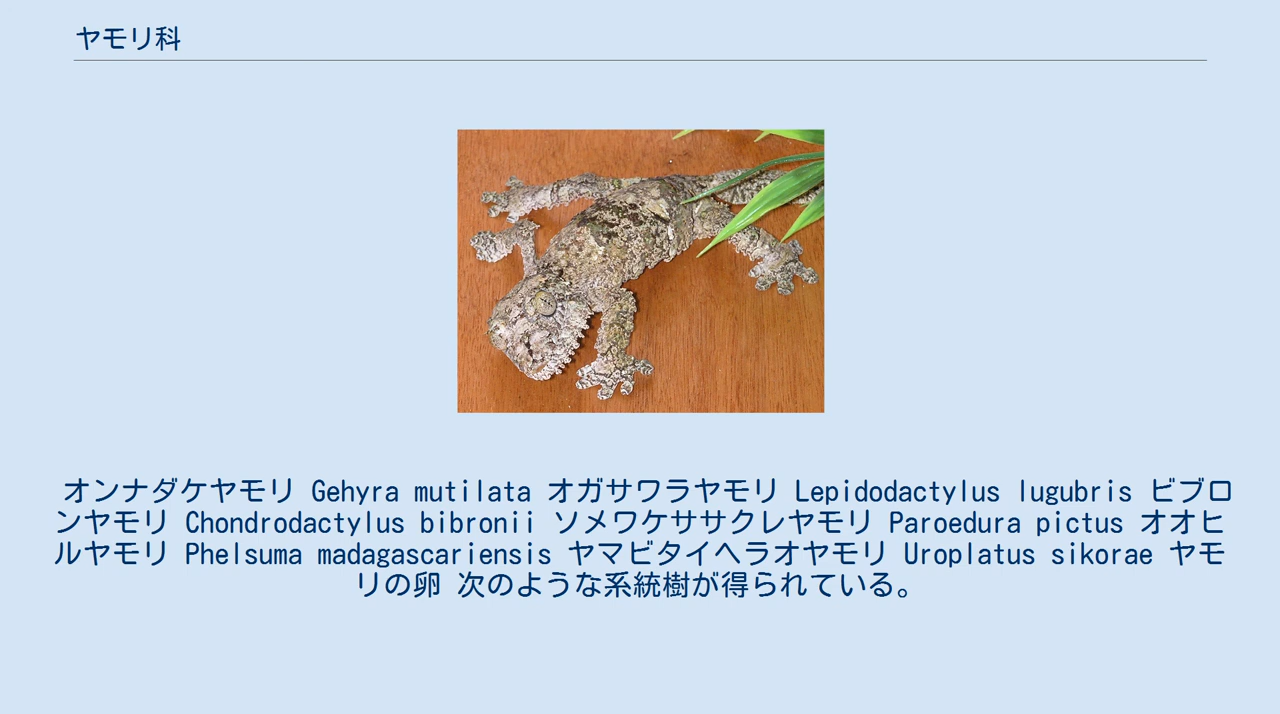 ヤモリ科
オンナダケヤモリ Gehyra mutilata オガサワラヤモリ Lepidodactylus lugubris ビブロ
ンヤモリ Chondrodactylus bibronii ソメワケササクレヤモリ Paroedura pictus オオヒ
ルヤモリ Phelsuma madagascariensis ヤマビタイヘラオヤモリ Uroplatus sikorae ヤモ
リの卵 次のような系統樹が得られている。